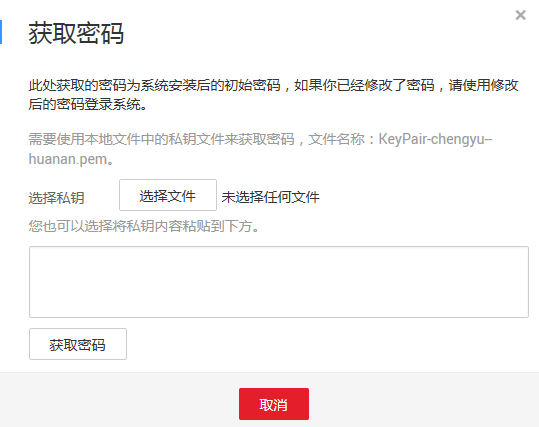 获取密码
此处获取的密码为系统安装后的初始密码，如果你已经修改了密码，请使用修改
后的密码登录系统。
需要使用本地文件中的私钥文件来获取密码，文件名称：KeyPair-chengyu--
huanan.pem。
选择私钥 选择文件 未选择任何文件
您也可以选择将私钥内容粘贴到下方。
获取密码
取消